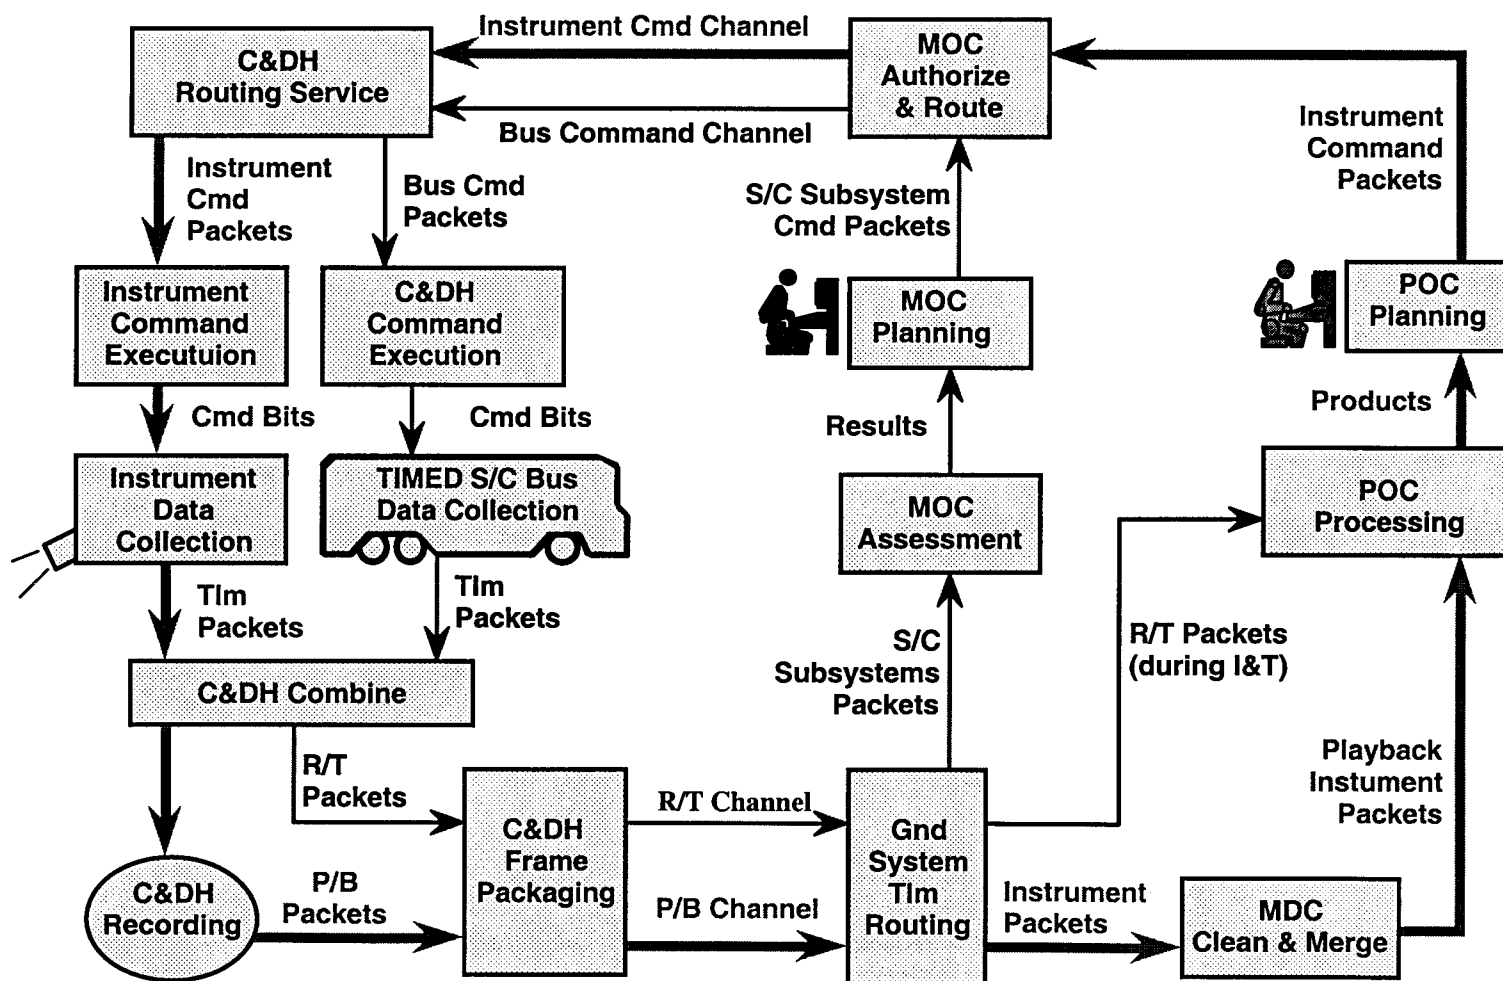 Instrument Cmd Channel
C&DH
Routing Service
MOC
Authorize
& Route
Bus Command Channel
Instrument
Command
Packets
Instrument
Cmd
Packets
Bus Cmd
Packets
S/C Subsystem
Cmd Packets
Instrument
Command
Executuion
C&DH
Command
Execution
MOC
Planning
POC
Planning
Cmd Bits
Cmd Bits
Results
Products
Instrument
Data
Collection
TIMED S/C Bus
Data Collection
MOC
Assessment
POC
Processing
Tlm
Packets
Tlm
Packets
S/C
Subsystems
Packets
R/T Packets
(during I&T)
C&DH Combine
R/T
Packets
Playback
Instument
Packets
C&DH
Frame
Packaging
R/T Channel
Gnd
System
Tlm
Routing
C&DH
Recording
P/B
Packets
P/B Channel
Instrument
Packets
MDC
Clean & Merge